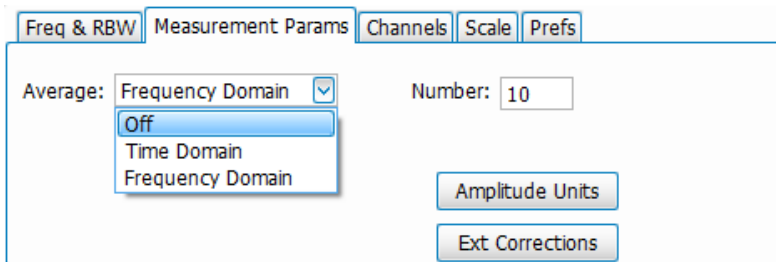 Freq & RBW Measurement Params Channels Scale Prefs
Average: Frequency Domain Number: 10
Off
Time Domain
Frequency Domain
Amplitude Units
Ext Corrections